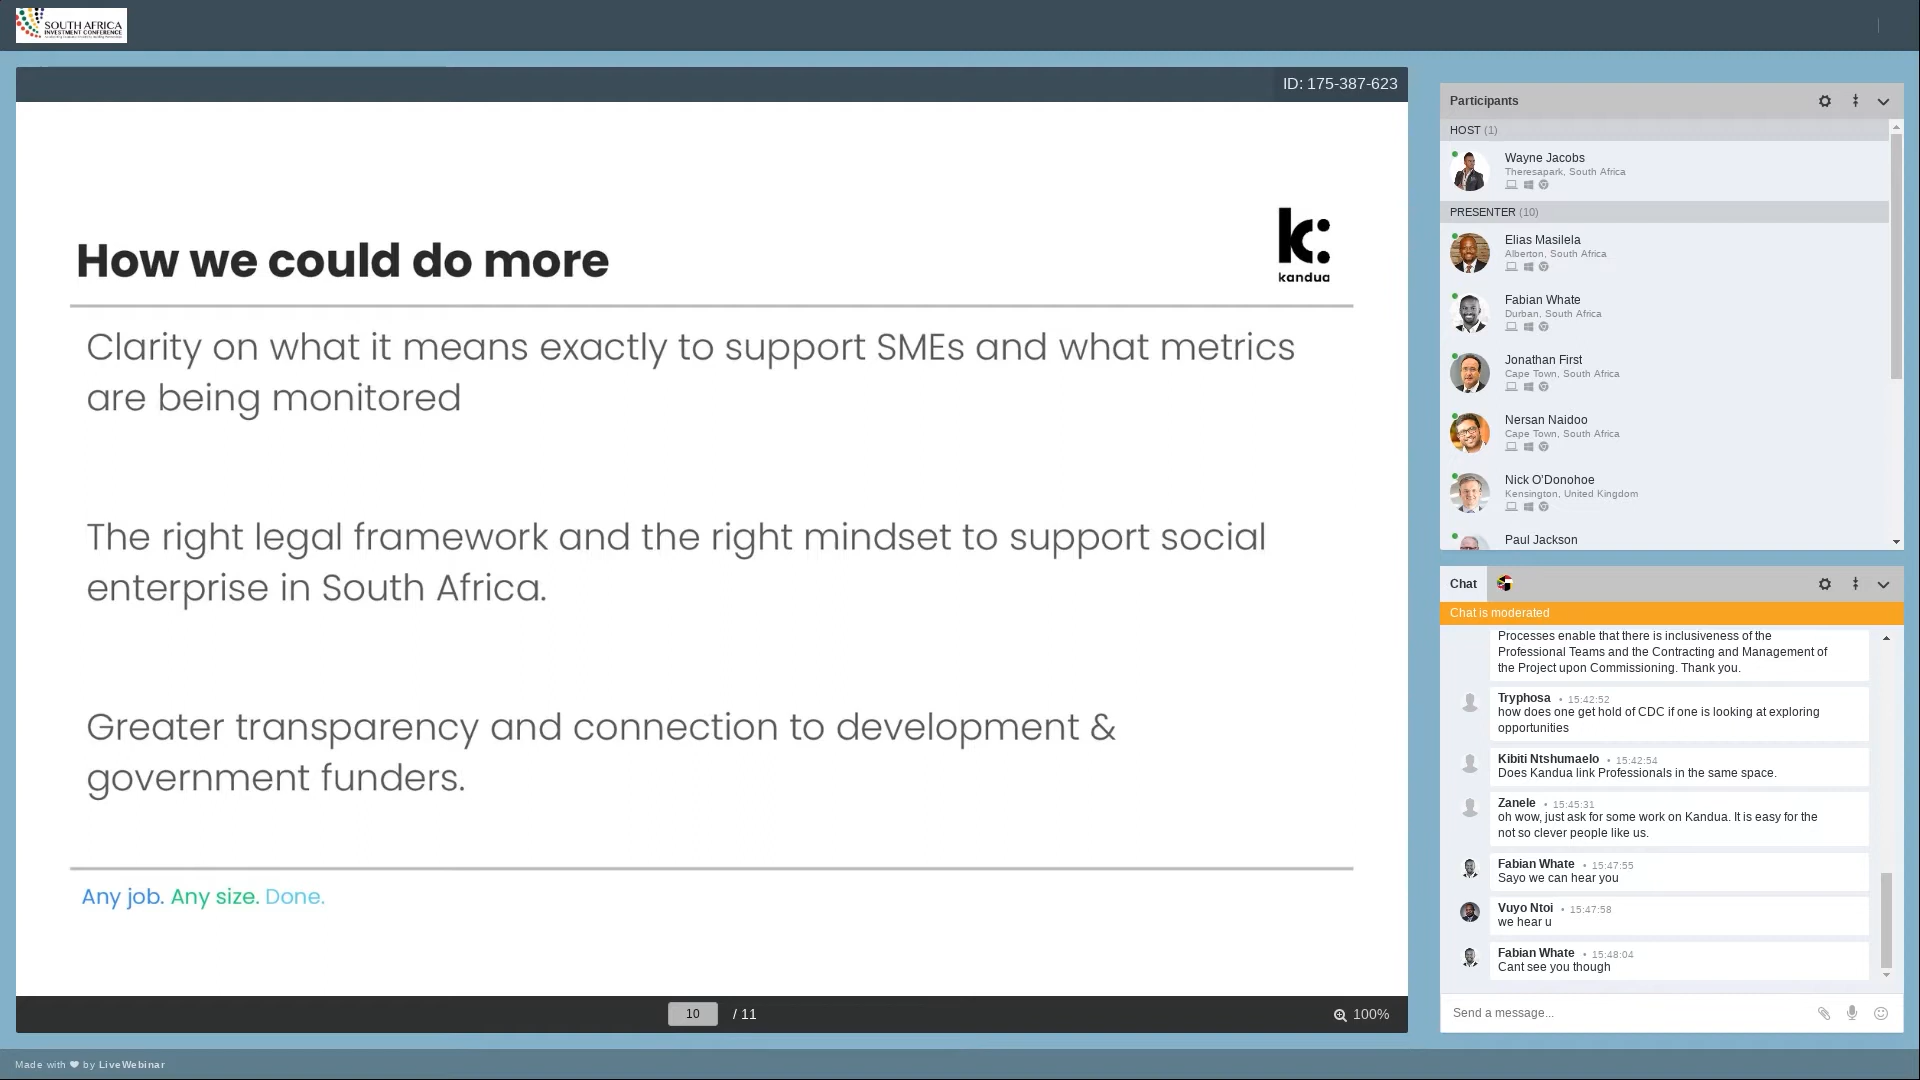 SOUTH AFRICA
INVESTMENT CONFERENCE
ID: 175-387-623
How we could do more
k:
kandua
Clarity on what it means exactly to support SMEs and what metrics
are being monitored
The right legal framework and the right mindset to support social
enterprise in South Africa.
Greater transparency and connection to development &
government funders.
Any job. Any size. Done.
10 / 11
100%
Participants
HOST (1)
Wayne Jacobs
Theresapark, South Africa
PRESENTER (10)
Elias Masilela
Alberton, South Africa
Fabian Whate
Durban, South Africa
Jonathan First
Cape Town, South Africa
Nersan Naidoo
Cape Town, South Africa
Nick O'Donohoe
Kensington, United Kingdom
Paul Jackson
Chat
Chat is moderated
Processes enable that there is inclusiveness of the
Professional Teams and the Contracting and Management of
the Project upon Commissioning. Thank you.
Tryphosa • 15:42:52
how does one get hold of CDC if one is looking at exploring
opportunities
Kibiti Ntshumaelo • 15:42:54
Does Kandua link Professionals in the same space.
Zanele • 15:45:31
oh wow, just ask for some work on Kandua. It is easy for the
not so clever people like us.
Fabian Whate • 15:47:55
Sayo we can hear you
Vuyo Ntoi • 15:47:58
we hear u
Fabian Whate • 15:48:04
Cant see you though
Send a message...
Made with ♥ by LiveWebinar